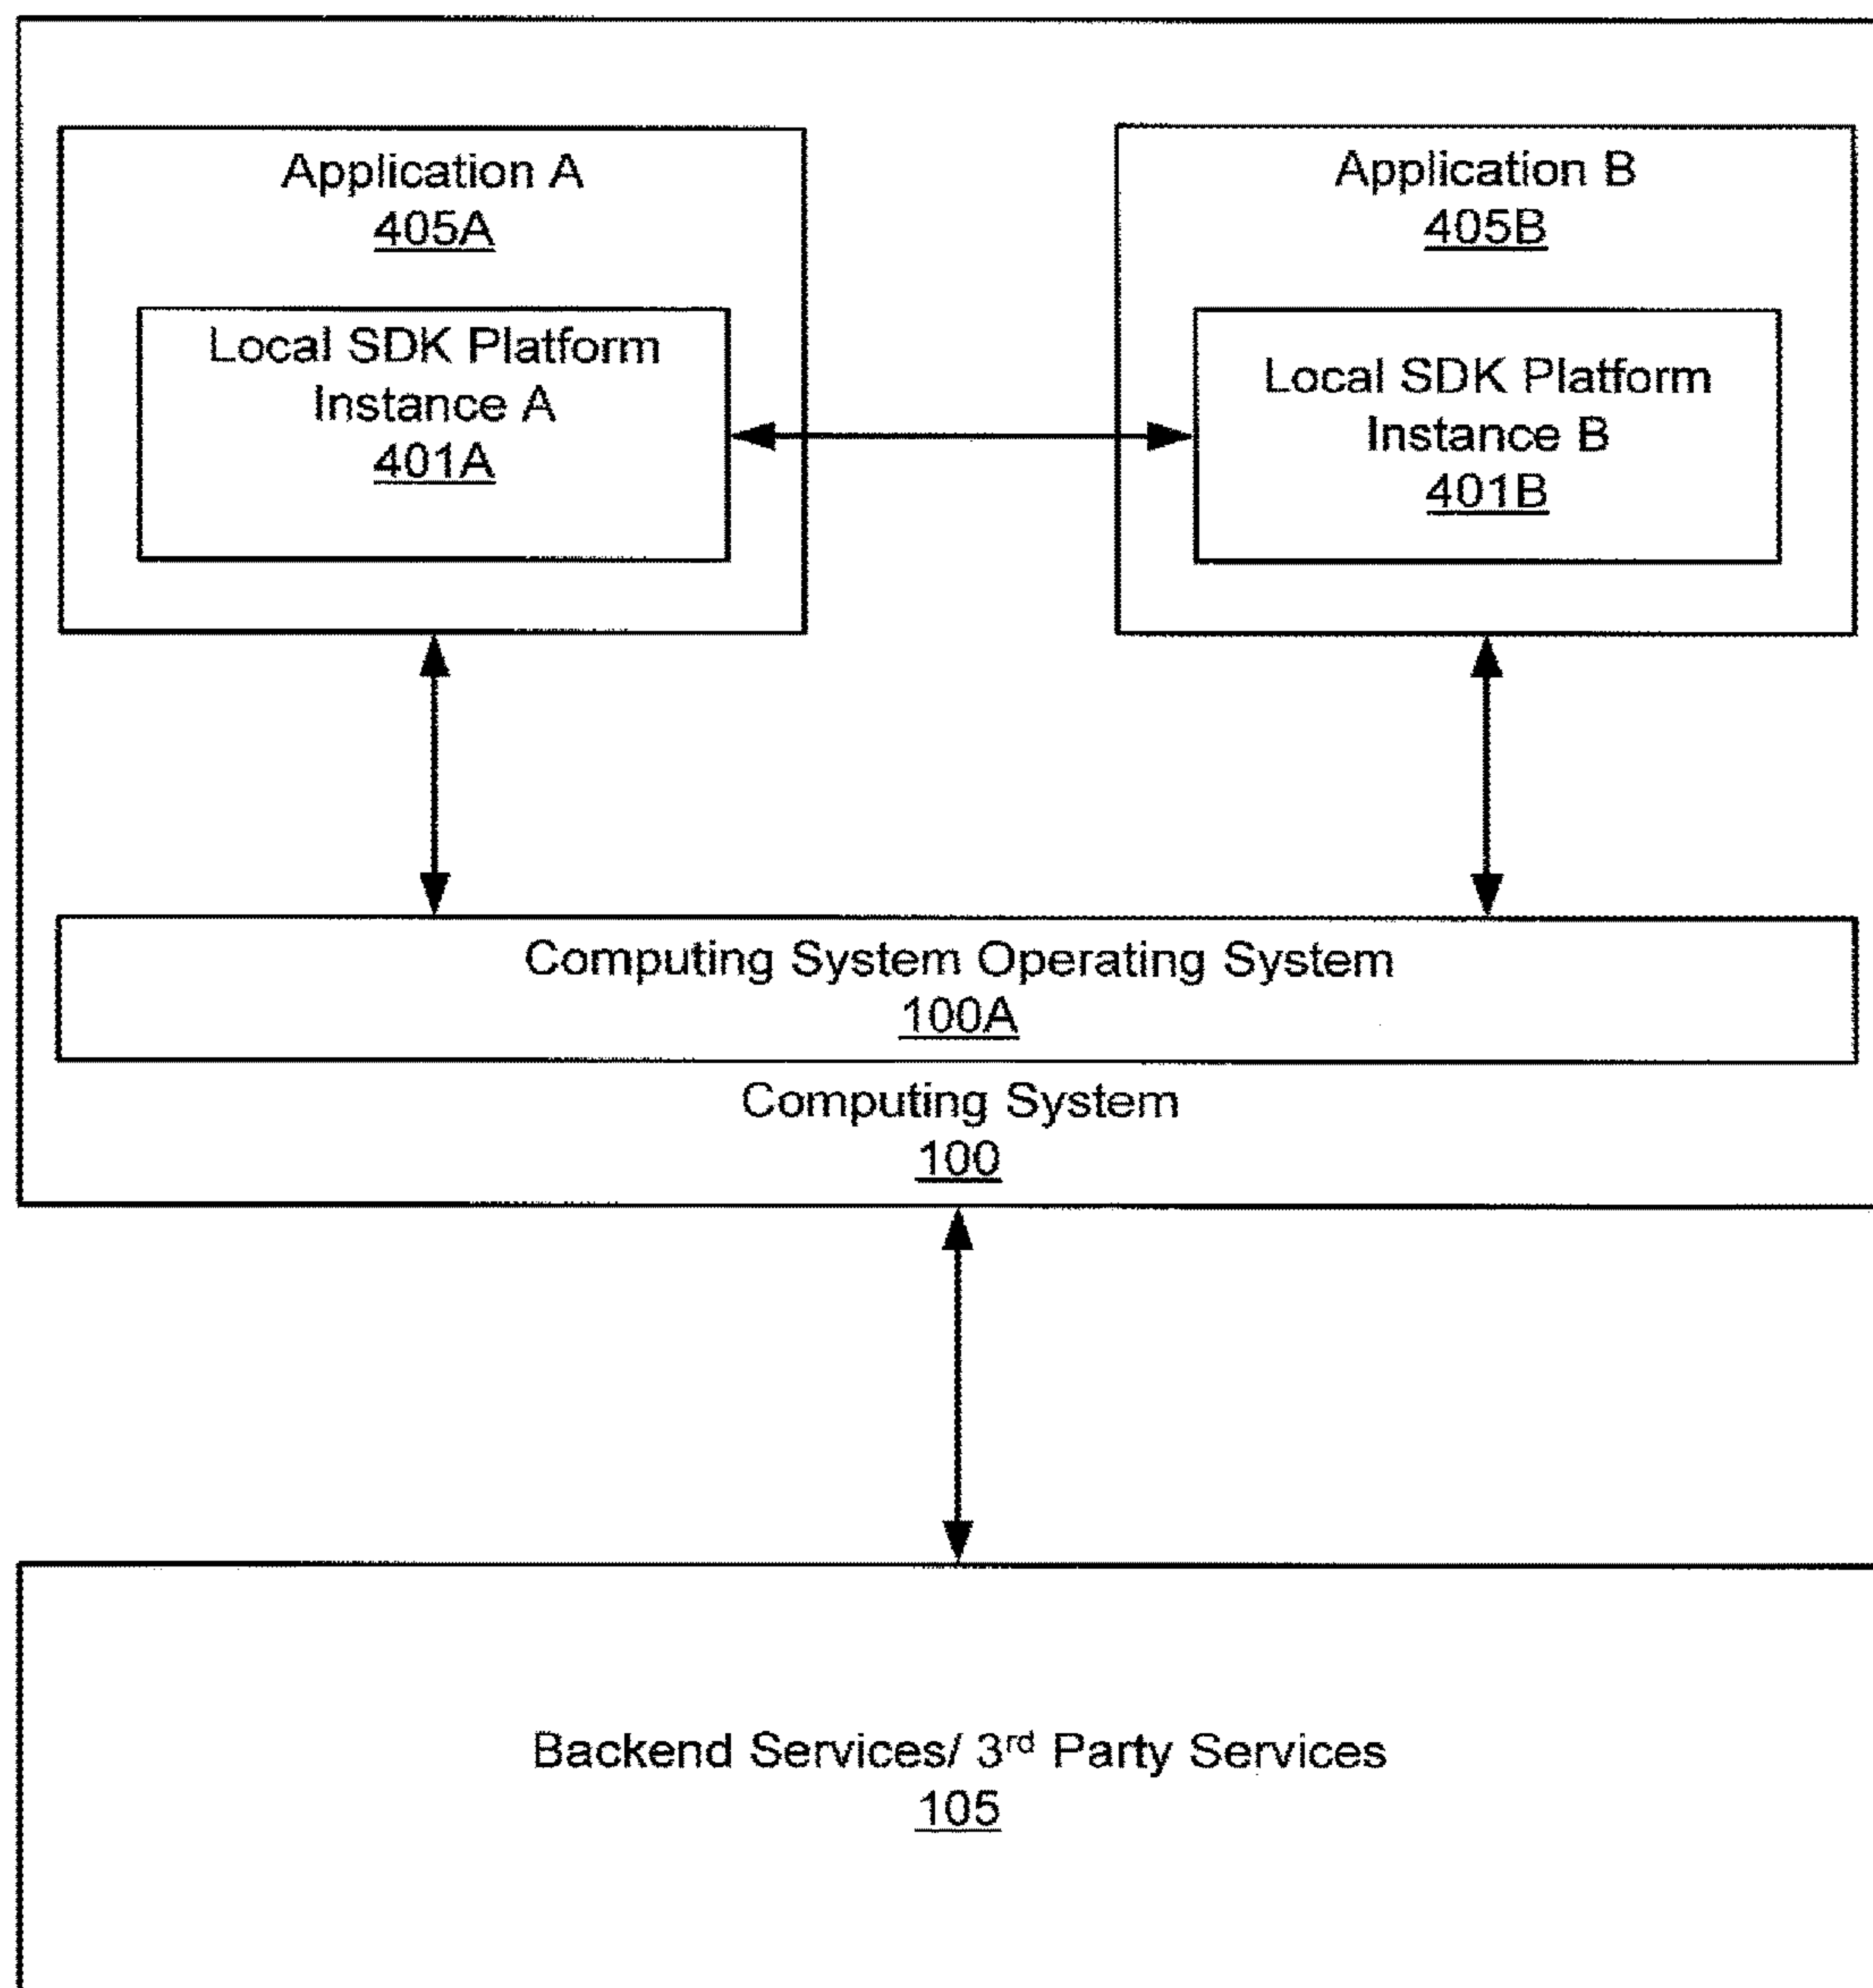 Application A
405A
Local SDK Platform
Instance A
401A
Application B
405B
Local SDK Platform
Instance B
401B
Computing System Operating System
100A
Computing System
100
Backend Services/ 3rd Party Services
105